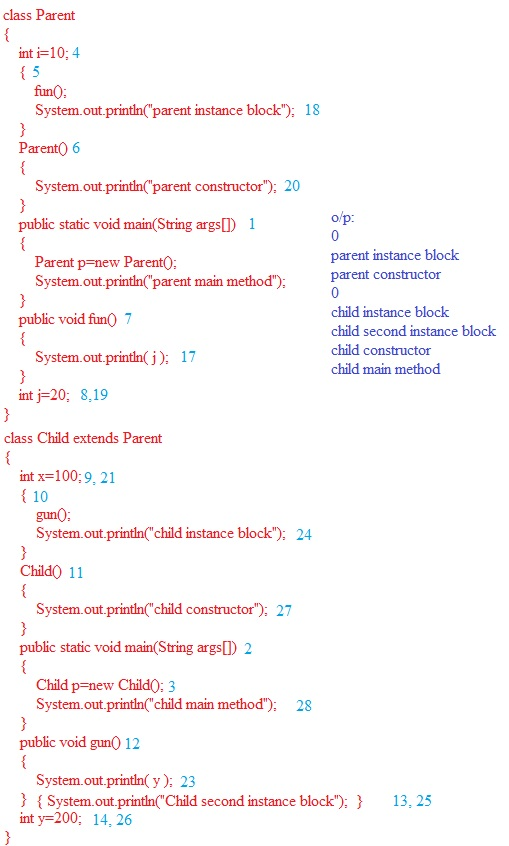 class Parent
{
int i=10; 4
{ 5
fun();
System.out.println("parent instance block"); 18
}
Parent() 6
{
System.out.println("parent constructor"); 20
}
public static void main(String args[]) 1
{
Parent p=new Parent();
System.out.println("parent main method");
}
public void fun() 7
{
System.out.println( j ); 17
}
int j=20; 8,19
}
o/p:
0
parent instance block
parent constructor
0
child instance block
child second instance block
child constructor
child main method
class Child extends Parent
{
int x=100; 9, 21
{ 10
gun();
System.out.println("child instance block"); 24
}
Child() 11
{
System.out.println("child constructor"); 27
}
public static void main(String args[]) 2
{
Child p=new Child(); 3
System.out.println("child main method"); 28
}
public void gun() 12
{
System.out.println( y ); 23
} { System.out.println("Child second instance block"); } 13, 25
int y=200; 14, 26
}